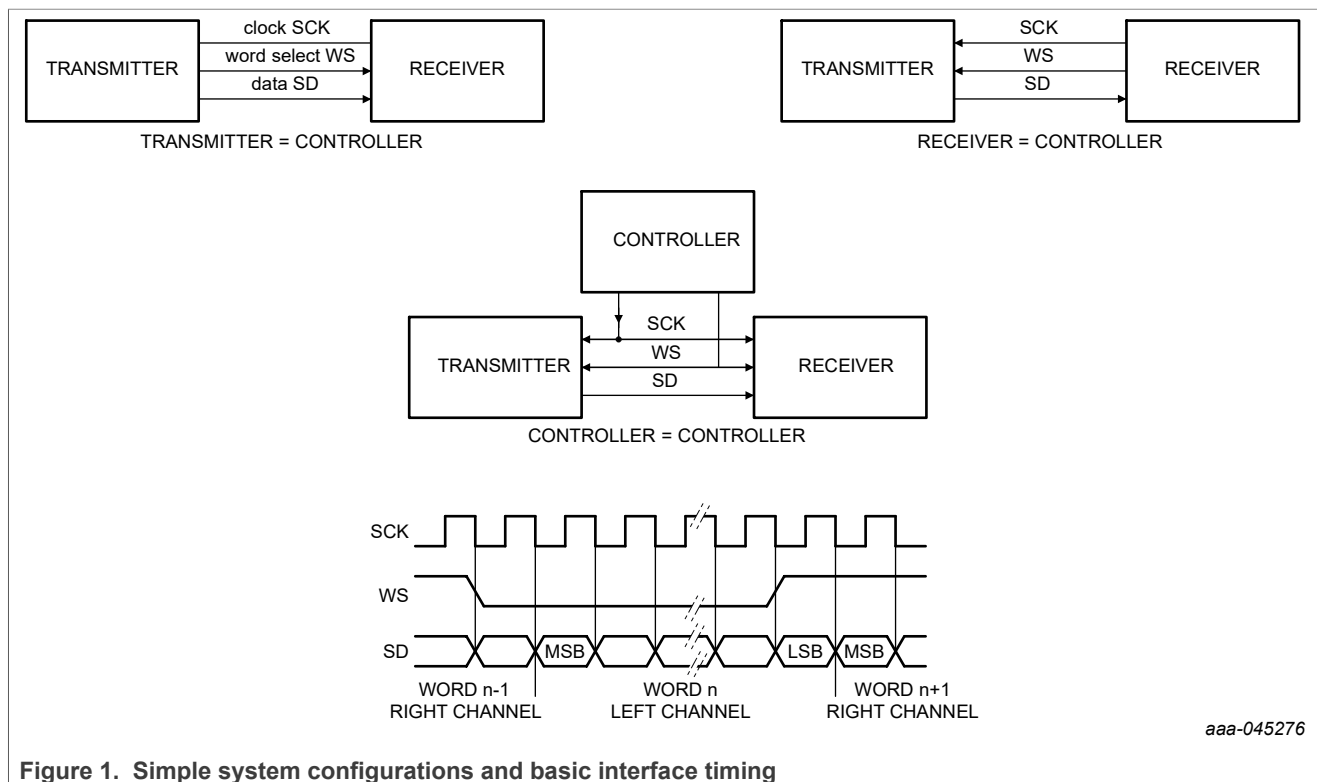 clock SCK
word select WS
data SD
TRANSMITTER
RECEIVER
TRANSMITTER = CONTROLLER
SCK
WS
SD
TRANSMITTER
RECEIVER
RECEIVER = CONTROLLER
CONTROLLER
SCK
WS
SD
TRANSMITTER
RECEIVER
CONTROLLER = CONTROLLER
SCK
WS
SD
MSB
LSB
MSB
WORD n-1
RIGHT CHANNEL
WORD n
LEFT CHANNEL
WORD n+1
RIGHT CHANNEL
aaa-045276
Figure 1. Simple system configurations and basic interface timing